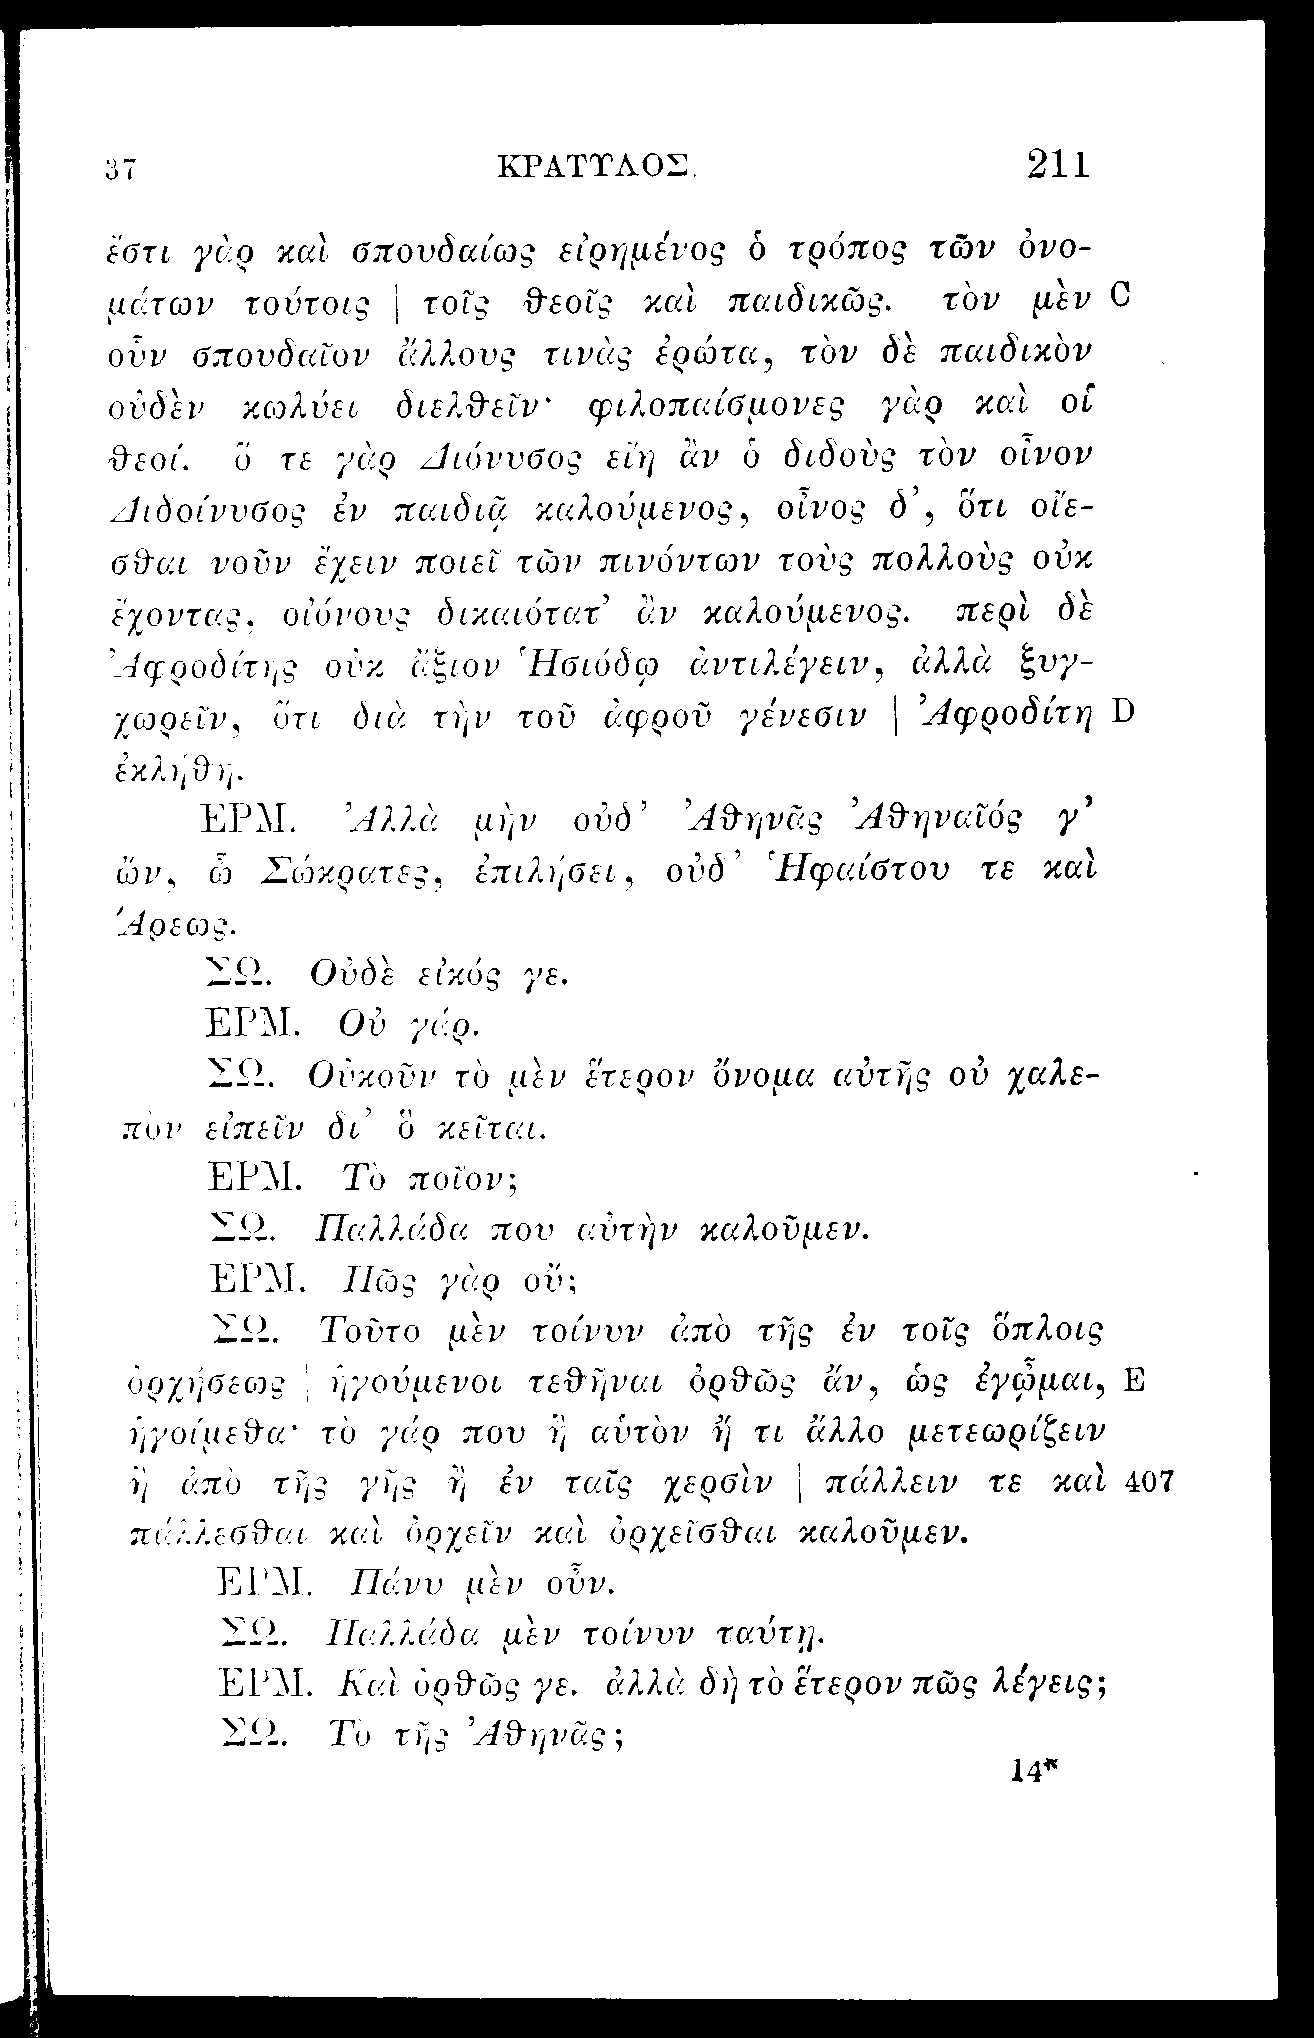 37 ΚΡΑΤΥΛΟΣ. 211
ἔστι γὰρ καὶ σπουδαίως εἰρημένος ὁ τρόπος τῶν ὀνο-
μάτων τούτοις | τοῖς θεοῖς καὶ παιδικῶς. τὸν μὲν C
οὖν σπουδαῖον ἄλλους τινὰς ἐρώτα, τὸν δὲ παιδικὸν
οὐδὲν κωλύει διελθεῖν· φιλοπαίσμονες γὰρ καὶ οἱ
θεοί. ὅ τε γὰρ Διόνυσος εἴη ἂν ὁ διδοὺς τὸν οἶνον
Διδοίνυσος ἐν παιδιᾷ καλούμενος, οἶνος δ’, ὅτι οἴε-
σθαι νοῦν ἔχειν ποιεῖ τῶν πινόντων τοὺς πολλοὺς οὐκ
ἔχοντας, οἰόνους δικαιότατ’ ἂν καλούμενος. περὶ δὲ
Ἀφροδίτης οὐκ ἄξιον Ἡσιόδῳ ἀντιλέγειν, ἀλλὰ ξυγ-
χωρεῖν, ὅτι διὰ τὴν τοῦ ἀφροῦ γένεσιν | Ἀφροδίτη D
ἐκλήθη.
ΕΡΜ. Ἀλλὰ μὴν οὐδ’ Ἀθηνᾶς Ἀθηναῖός γ’
ὤν, ὦ Σώκρατες, ἐπιλήσει, οὐδ’ Ἡφαίστου τε καὶ
Ἄρεως.
ΣΩ. Οὐδὲ εἰκός γε.
ΕΡΜ. Οὐ γάρ.
ΣΩ. Οὐκοῦν τὸ μὲν ἕτερον ὄνομα αὐτῆς οὐ χαλε-
πὸν εἰπεῖν δι’ ὃ κεῖται.
ΕΡΜ. Τὸ ποῖον;
ΣΩ. Παλλάδα που αὐτὴν καλοῦμεν.
ΕΡΜ. Πῶς γὰρ οὔ;
ΣΩ. Τοῦτο μὲν τοίνυν ἀπὸ τῆς ἐν τοῖς ὅπλοις
ὀρχήσεως | ἡγούμενοι τεθῆναι ὀρθῶς ἄν, ὡς ἐγᾦμαι, E
ἡγοίμεθα· τὸ γάρ που ἢ αὑτὸν ἤ τι ἄλλο μετεωρίζειν
ἢ ἀπὸ τῆς γῆς ἢ ἐν ταῖς χερσὶν | πάλλειν τε καὶ 407
πάλλεσθαι καὶ ὀρχεῖν καὶ ὀρχεῖσθαι καλοῦμεν.
ΕΡΜ. Πάνυ μὲν οὖν.
ΣΩ. Παλλάδα μὲν τοίνυν ταύτῃ.
ΕΡΜ. Καὶ ὀρθῶς γε. ἀλλὰ δὴ τὸ ἕτερον πῶς λέγεις;
ΣΩ. Τὸ τῆς Ἀθηνᾶς;
14*